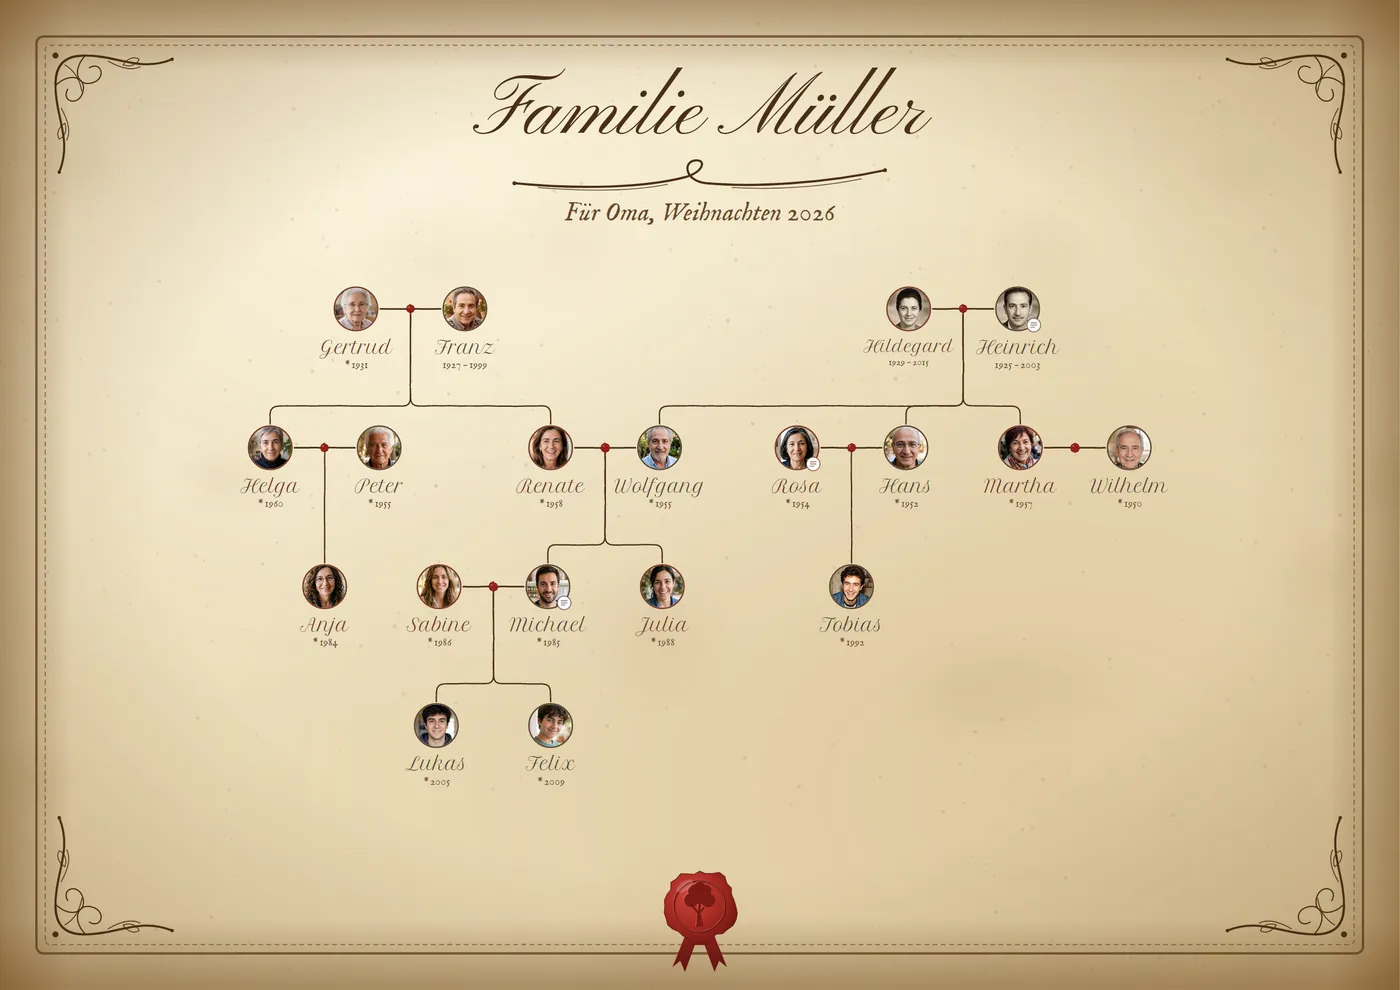 Familie Müller
Für Oma, Weihnachten 2026
Gertrud
*1931
Franz
1927 – 1999
Hildegard
1929 – 2015
Heinrich
1925 – 2003
Helga
*1960
Peter
*1955
Renate
*1958
Wolfgang
*1955
Rosa
*1954
Hans
*1952
Martha
*1957
Wilhelm
*1950
Anja
*1984
Sabine
*1986
Michael
*1985
Julia
*1988
Tobias
*1992
Lukas
*2005
Felix
*2009